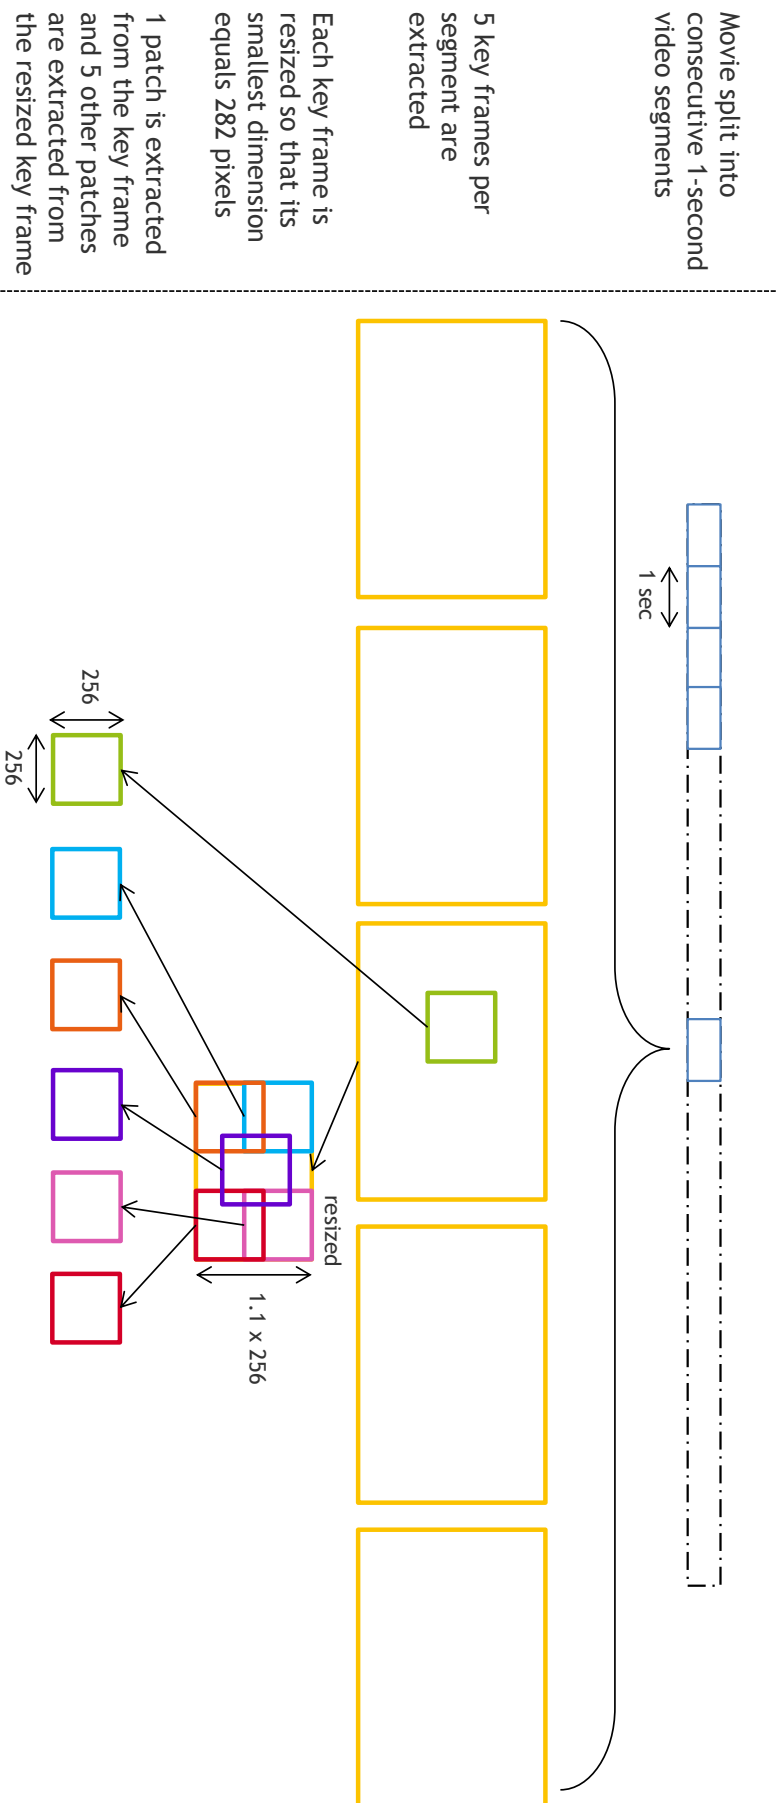 Movie split into
consecutive 1-second
video segments
1 sec
5 key frames per
segment are
extracted
Each key frame is
resized so that its
smallest dimension
equals 282 pixels
resized
1.1 x 256
1 patch is extracted
from the key frame
and 5 other patches
are extracted from
the resized key frame
256
256